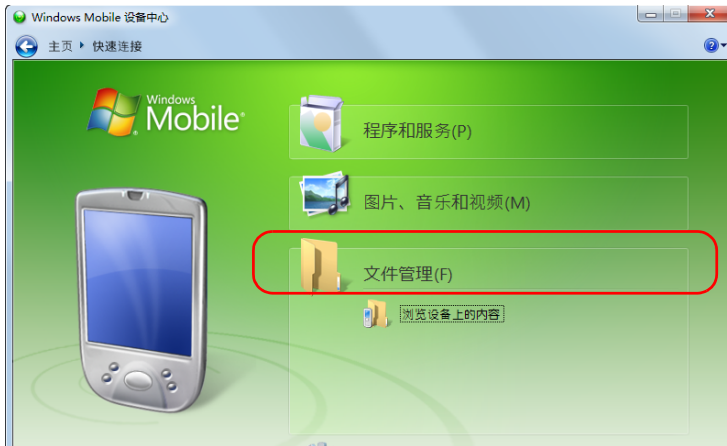 Windows Mobile 设备中心
主页 ▸ 快速连接
Windows
Mobile
程序和服务(P)
图片、音乐和视频(M)
文件管理(F)
浏览设备上的内容